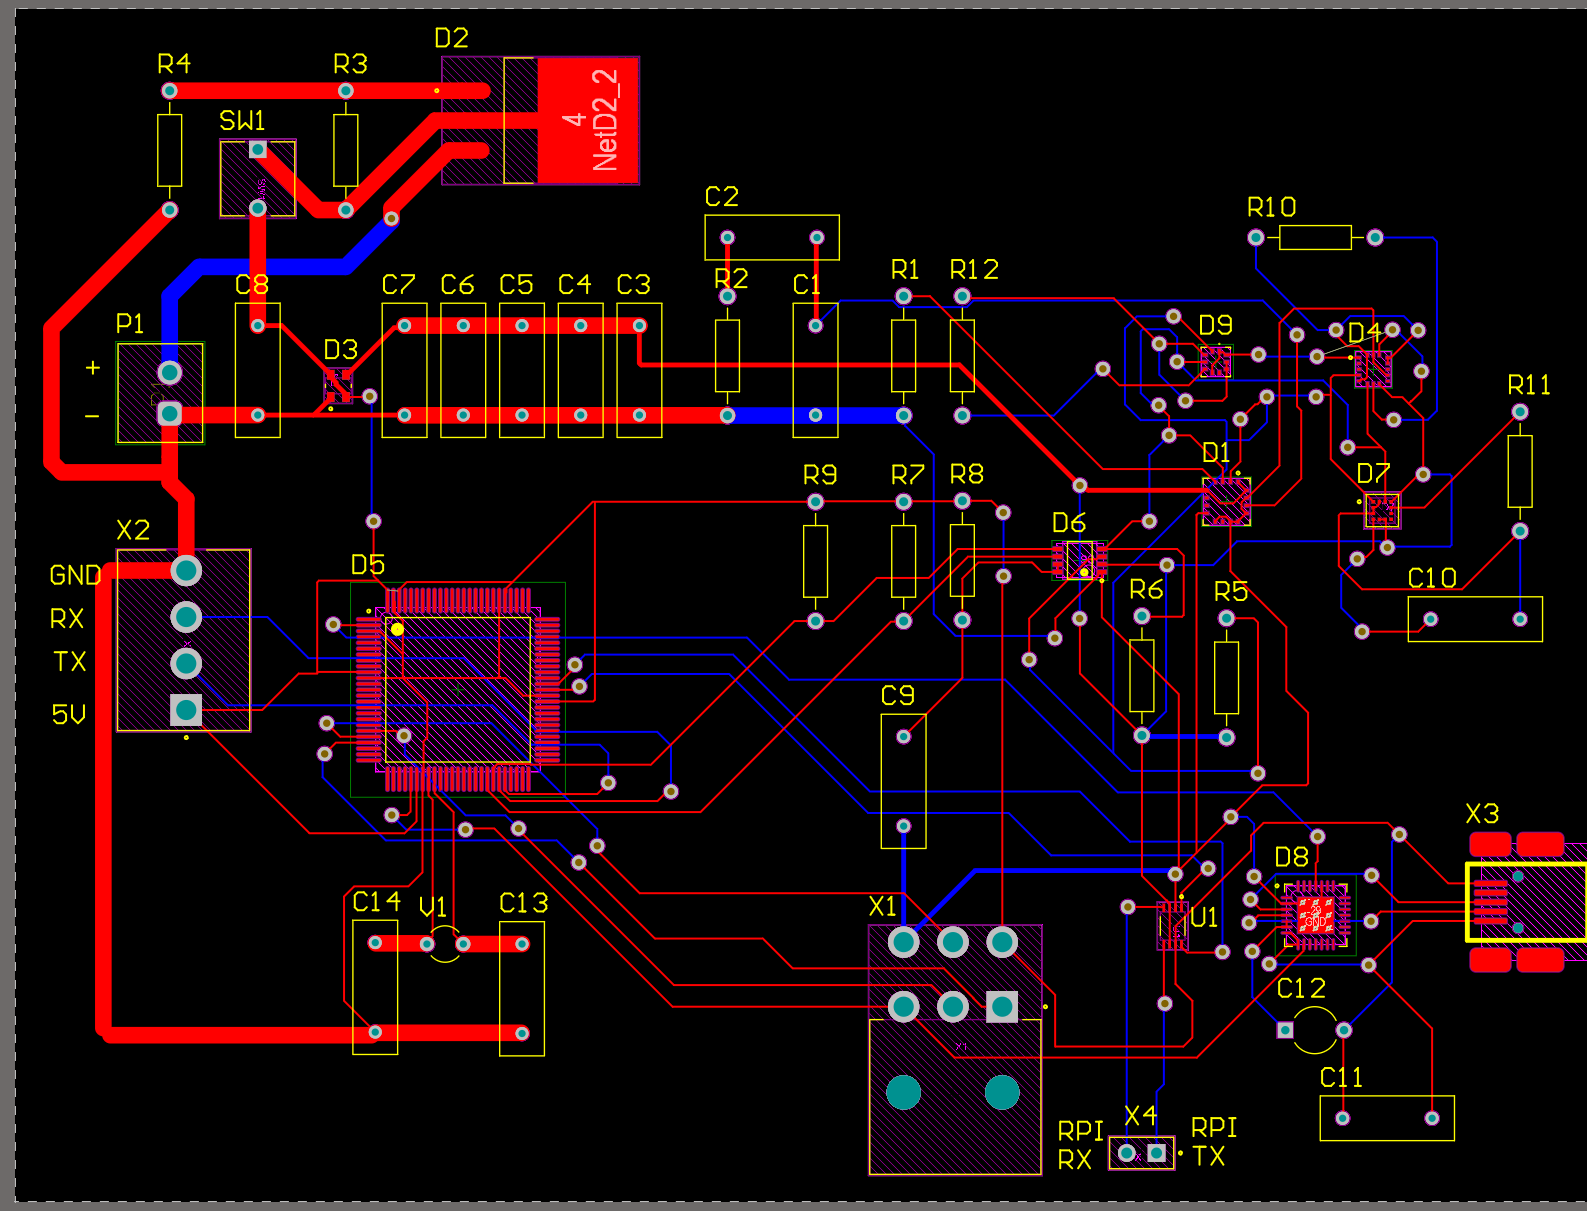 D2
R4
R3
4
NetD2_2
SW1
C2
R10
C8
C7
C6
C5
C4
C3
R2
C1
R1
R12
P1
D3
D9
D4
+
−
R11
D1
R9
R7
R8
D7
X2
D6
D5
GND
RX
TX
5V
R6
R5
C10
C9
X3
D8
GND
C14
Y1
C13
X1
U1
C12
C11
X4
RPI
RX
RPI
TX